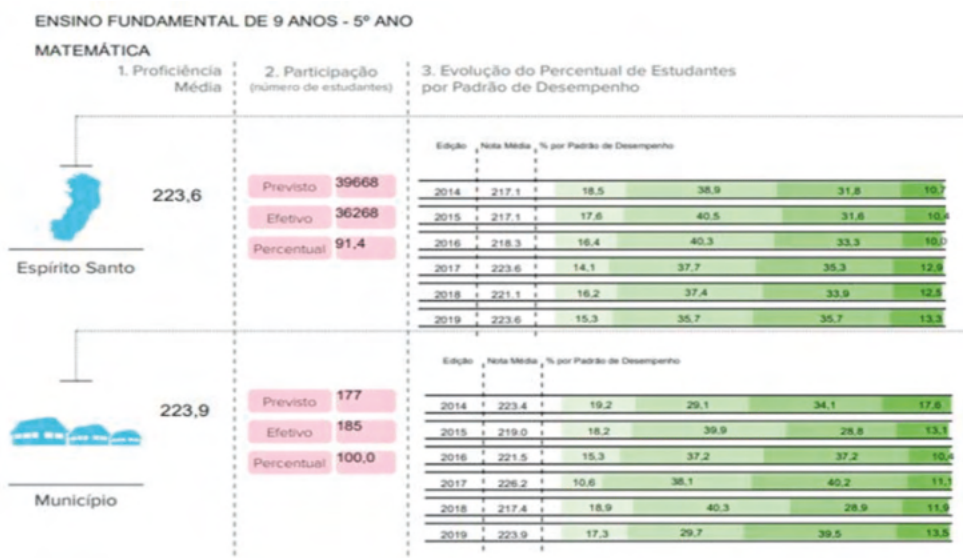 ENSINO FUNDAMENTAL DE 9 ANOS - 5º ANO
MATEMÁTICA
1. Proficiência Média
2. Participação (número de estudantes)
3. Evolução do Percentual de Estudantes por Padrão de Desempenho
Espírito Santo
223,6
Previsto 39668
Efetivo 36268
Percentual 91,4
Edição Nota Média % por Padrão de Desempenho
2014 217.1 18,5 38,9 31,8 10,7
2015 217.1 17,6 40,5 31,6 10,4
2016 218.3 16,4 40,3 33,3 10,0
2017 223.6 14,1 37,7 35,3 12,9
2018 221.1 16,2 37,4 33,9 12,5
2019 223.6 15,3 35,7 35,7 13,3
Município
223,9
Previsto 177
Efetivo 185
Percentual 100,0
Edição Nota Média % por Padrão de Desempenho
2014 223.4 19,2 29,1 34,1 17,6
2015 219.0 18,2 39,9 28,8 13,1
2016 221.5 15,3 37,2 37,2 10,4
2017 226.2 10,6 38,1 40,2 11,1
2018 217.4 18,9 40,3 28,9 11,9
2019 223.9 17,3 29,7 39,5 13,5